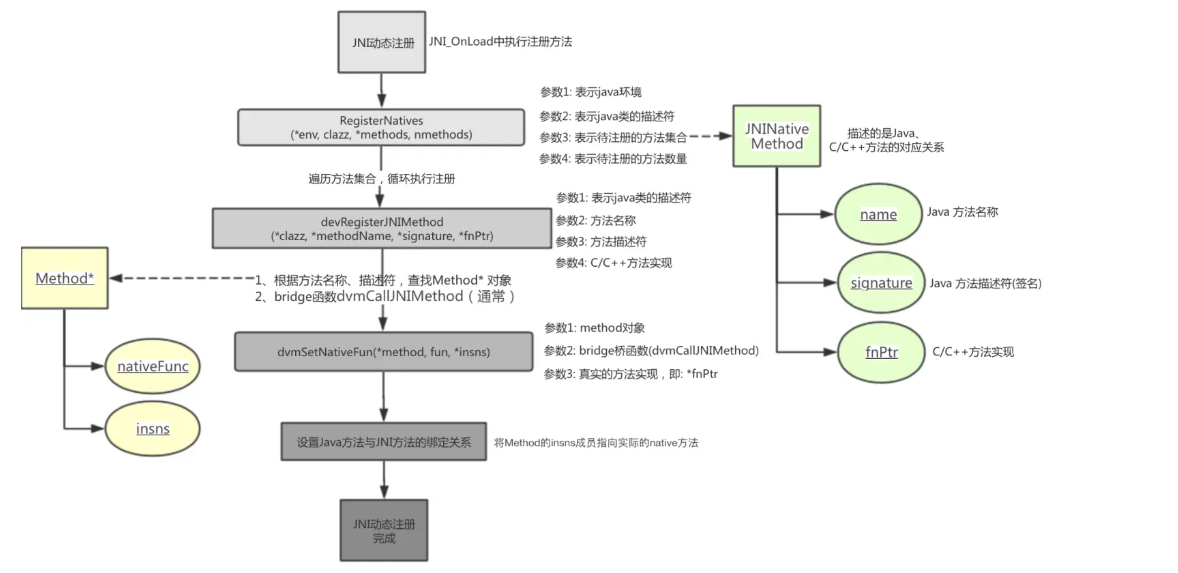 JNI动态注册
JNI_OnLoad中执行注册方法
RegisterNatives
(*env, clazz, *methods, nmethods)
参数1: 表示java环境
参数2: 表示java类的描述符
参数3: 表示待注册的方法集合
参数4: 表示待注册的方法数量
JNINative
Method
描述的是Java、
C/C++方法的对应关系
name
Java 方法名称
signature
Java 方法描述符(签名)
fnPtr
C/C++方法实现
遍历方法集合，循环执行注册
devRegisterJNIMethod
(*clazz, *methodName, *signature, *fnPtr)
参数1: 表示java类的描述符
参数2: 方法名称
参数3: 方法描述符
参数4: C/C++方法实现
Method*
nativeFunc
insns
1、根据方法名称、描述符，查找Method* 对象
2、bridge函数dvmCallJNIMethod（通常）
dvmSetNativeFun(*method, fun, *insns)
参数1: method对象
参数2: bridge桥函数(dvmCallJNIMethod)
参数3: 真实的方法实现，即: *fnPtr
设置Java方法与JNI方法的绑定关系
将Method的insns成员指向实际的native方法
JNI动态注册
完成